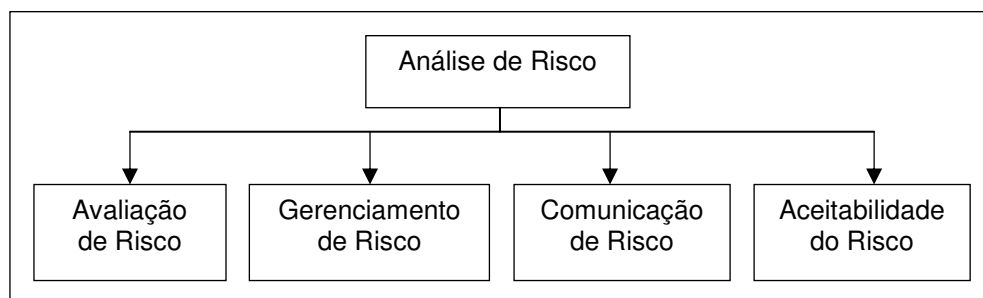 Análise de Risco
Avaliação
de Risco
Gerenciamento
de Risco
Comunicação
de Risco
Aceitabilidade
do Risco